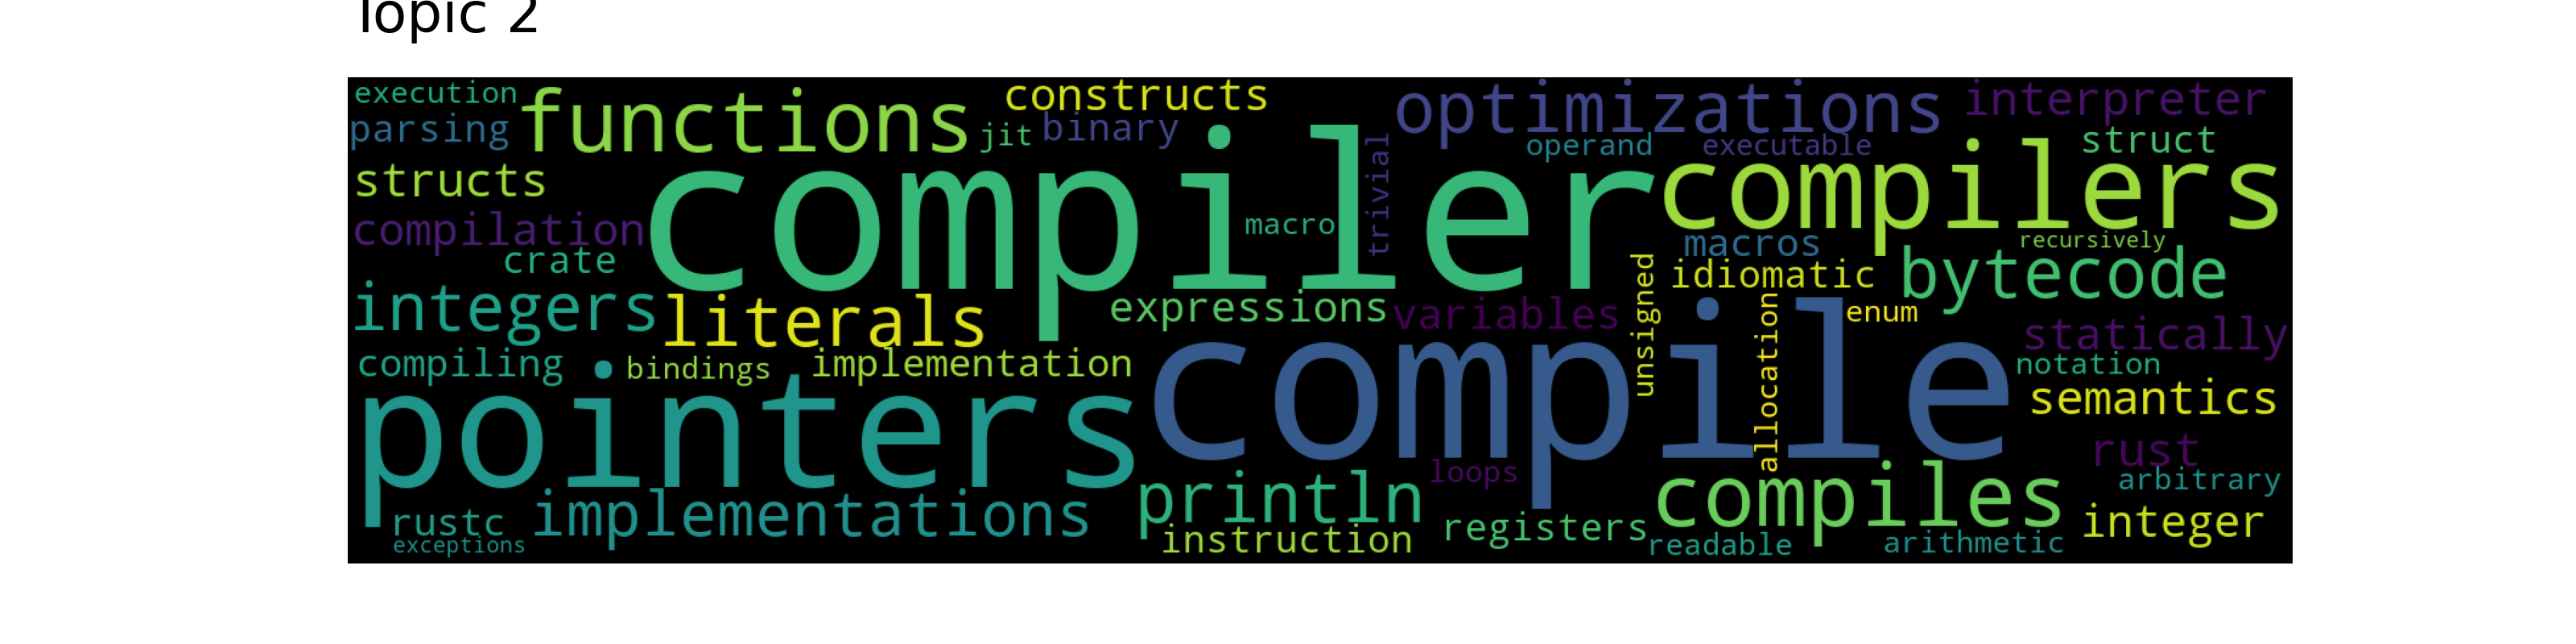 Topic 2
execution
functions
constructs
optimizations
interpreter
parsing
jit
binary
operand
executable
struct
structs
compiler
trivial
compilers
compilation
macro
macros
recursively
crate
idiomatic
bytecode
integers
literals
expressions
variables
unsigned
allocation
enum
statically
compiling
bindings
implementation
compile
notation
pointers
semantics
rust
loops
arbitrary
rustc
implementations
println
registers
compiles
integer
exceptions
instruction
readable
arithmetic